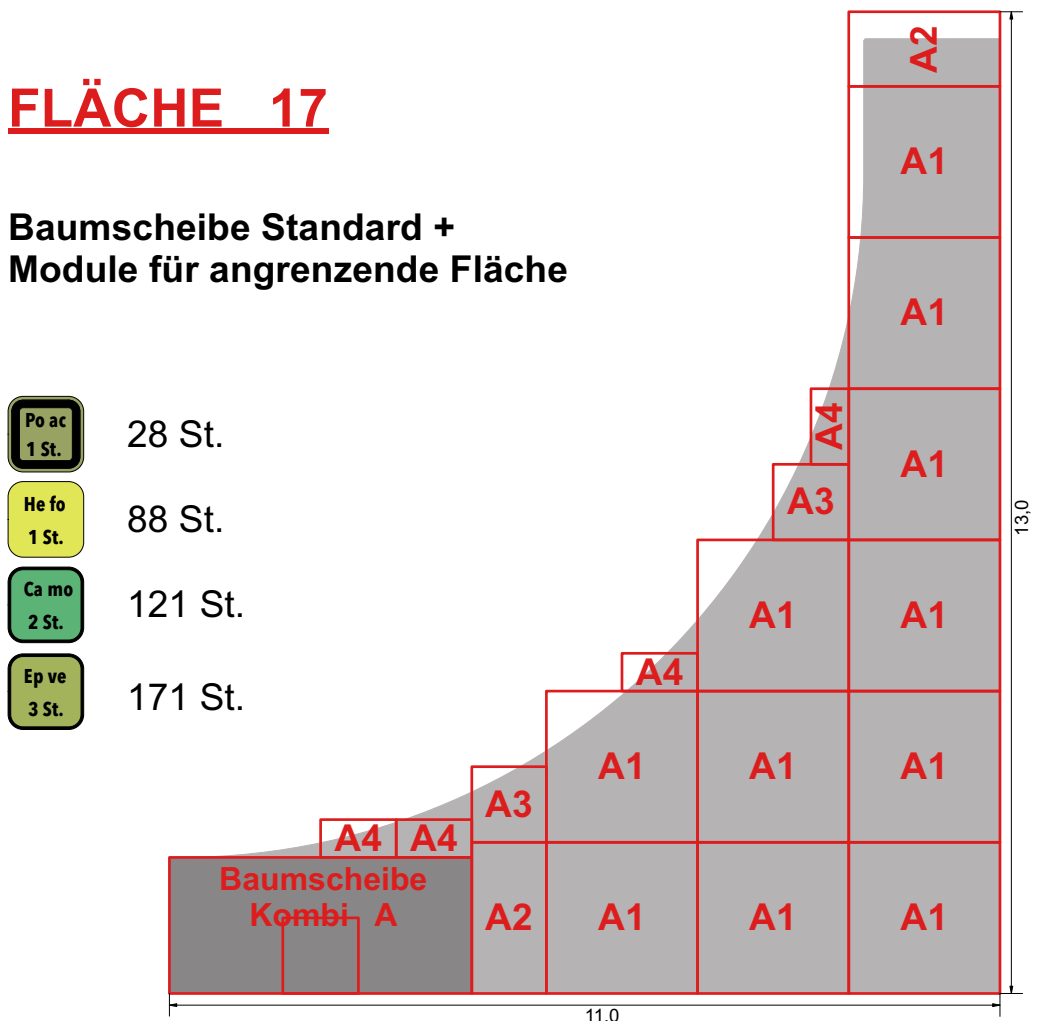 FLÄCHE 17
Baumscheibe Standard +
Module für angrenzende Fläche
Po ac
1 St.
28 St.
He fo
1 St.
88 St.
Ca mo
2 St.
121 St.
Ep ve
3 St.
171 St.
A2
A1
A1
A4
A1
A3
13,0
A1
A1
A4
A1
A1
A1
A3
A4
A4
Baumscheibe
Kombi A
A2
A1
A1
A1
11,0